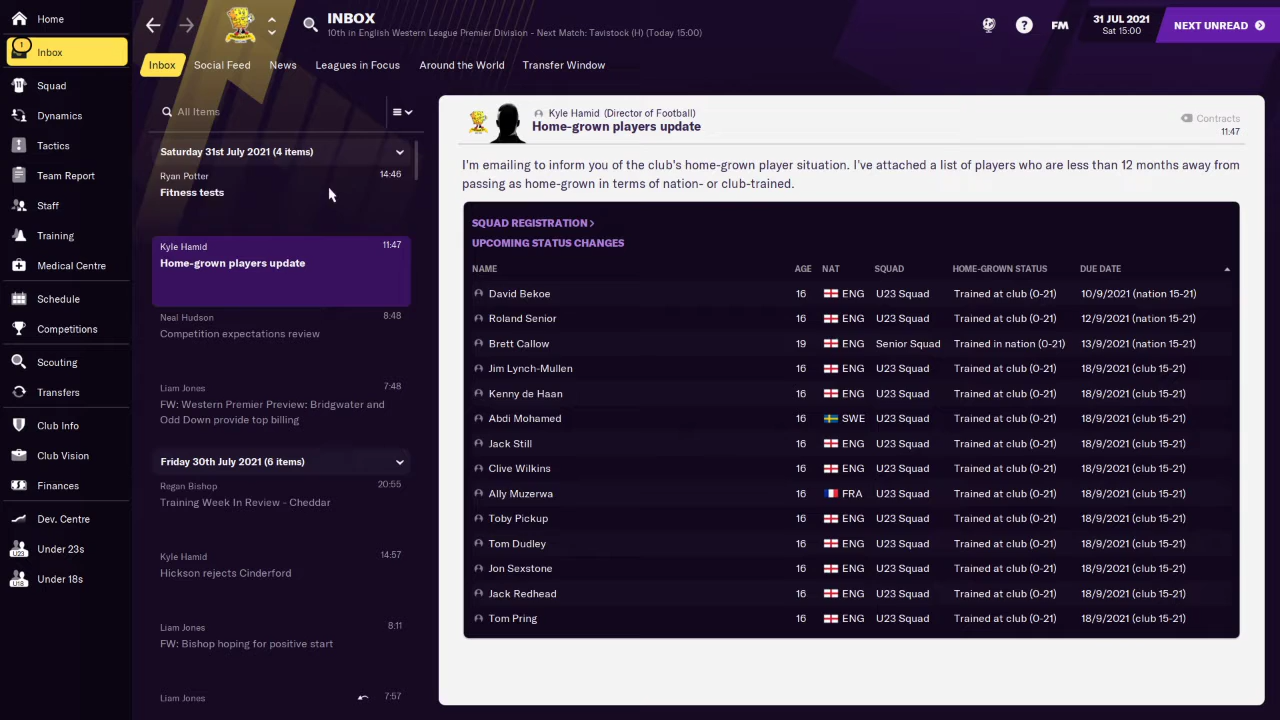 Home
1
Inbox
11
Squad
Dynamics
Tactics
Team Report
Staff
Training
Medical Centre
Schedule
Competitions
Scouting
Transfers
Club Info
Club Vision
Finances
Dev. Centre
U23
Under 23s
U18
Under 18s
INBOX
10th in English Western League Premier Division - Next Match: Tavistock (H) (Today 15:00)
?
FM
31 JUL 2021
Sat 15:00
NEXT UNREAD
Inbox
Social Feed
News
Leagues in Focus
Around the World
Transfer Window
All Items
Saturday 31st July 2021 (4 items)
Ryan Potter 14:46
Fitness tests
Kyle Hamid 11:47
Home-grown players update
Neal Hudson 8:48
Competition expectations review
Liam Jones 7:48
FW: Western Premier Preview: Bridgwater and
Odd Down provide top billing
Friday 30th July 2021 (6 items)
Regan Bishop 20:55
Training Week In Review - Cheddar
Kyle Hamid 14:57
Hickson rejects Cinderford
Liam Jones 8:11
FW: Bishop hoping for positive start
Liam Jones 7:57
Kyle Hamid (Director of Football)
Home-grown players update
Contracts
11:47
I'm emailing to inform you of the club's home-grown player situation. I've attached a list of players who are less than 12 months away from
passing as home-grown in terms of nation- or club-trained.
SQUAD REGISTRATION >
UPCOMING STATUS CHANGES
NAME AGE NAT SQUAD HOME-GROWN STATUS DUE DATE
David Bekoe 16 ENG U23 Squad Trained at club (0-21) 10/9/2021 (nation 15-21)
Roland Senior 16 ENG U23 Squad Trained at club (0-21) 12/9/2021 (nation 15-21)
Brett Callow 19 ENG Senior Squad Trained in nation (0-21) 13/9/2021 (nation 15-21)
Jim Lynch-Mullen 16 ENG U23 Squad Trained at club (0-21) 18/9/2021 (club 15-21)
Kenny de Haan 16 ENG U23 Squad Trained at club (0-21) 18/9/2021 (club 15-21)
Abdi Mohamed 16 SWE U23 Squad Trained at club (0-21) 18/9/2021 (club 15-21)
Jack Still 16 ENG U23 Squad Trained at club (0-21) 18/9/2021 (club 15-21)
Clive Wilkins 16 ENG U23 Squad Trained at club (0-21) 18/9/2021 (club 15-21)
Ally Muzerwa 16 FRA U23 Squad Trained at club (0-21) 18/9/2021 (club 15-21)
Toby Pickup 16 ENG U23 Squad Trained at club (0-21) 18/9/2021 (club 15-21)
Tom Dudley 16 ENG U23 Squad Trained at club (0-21) 18/9/2021 (club 15-21)
Jon Sexstone 16 ENG U23 Squad Trained at club (0-21) 18/9/2021 (club 15-21)
Jack Redhead 16 ENG U23 Squad Trained at club (0-21) 18/9/2021 (club 15-21)
Tom Pring 16 ENG U23 Squad Trained at club (0-21) 18/9/2021 (club 15-21)